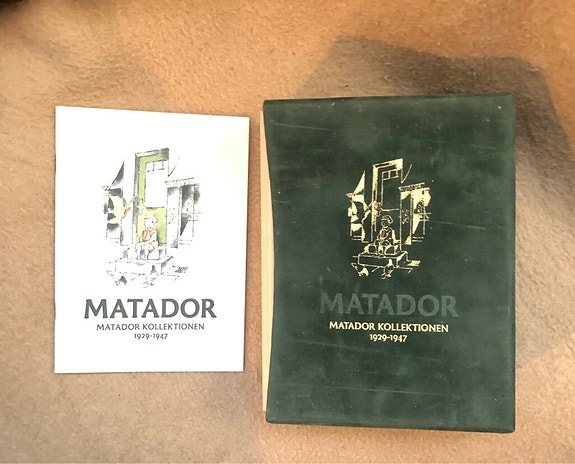 MATADOR
MATADOR KOLLEKTIONEN
1929-1947
MATADOR
MATADOR KOLLEKTIONEN
1929-1947